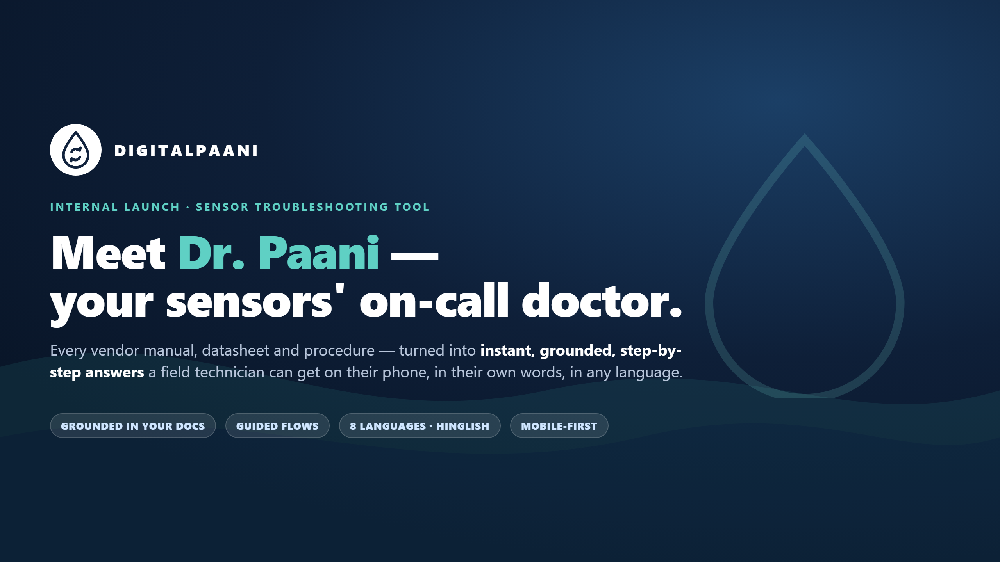 DIGITALPAANI
INTERNAL LAUNCH · SENSOR TROUBLESHOOTING TOOL
Meet Dr. Paani —
your sensors' on-call doctor.
Every vendor manual, datasheet and procedure — turned into instant, grounded, step-by-
step answers a field technician can get on their phone, in their own words, in any language.
GROUNDED IN YOUR DOCS
GUIDED FLOWS
8 LANGUAGES · HINGLISH
MOBILE-FIRST